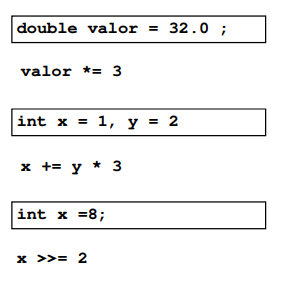 double valor = 32.0 ;
valor *= 3
int x = 1, y = 2
x += y * 3
int x =8;
x >>= 2